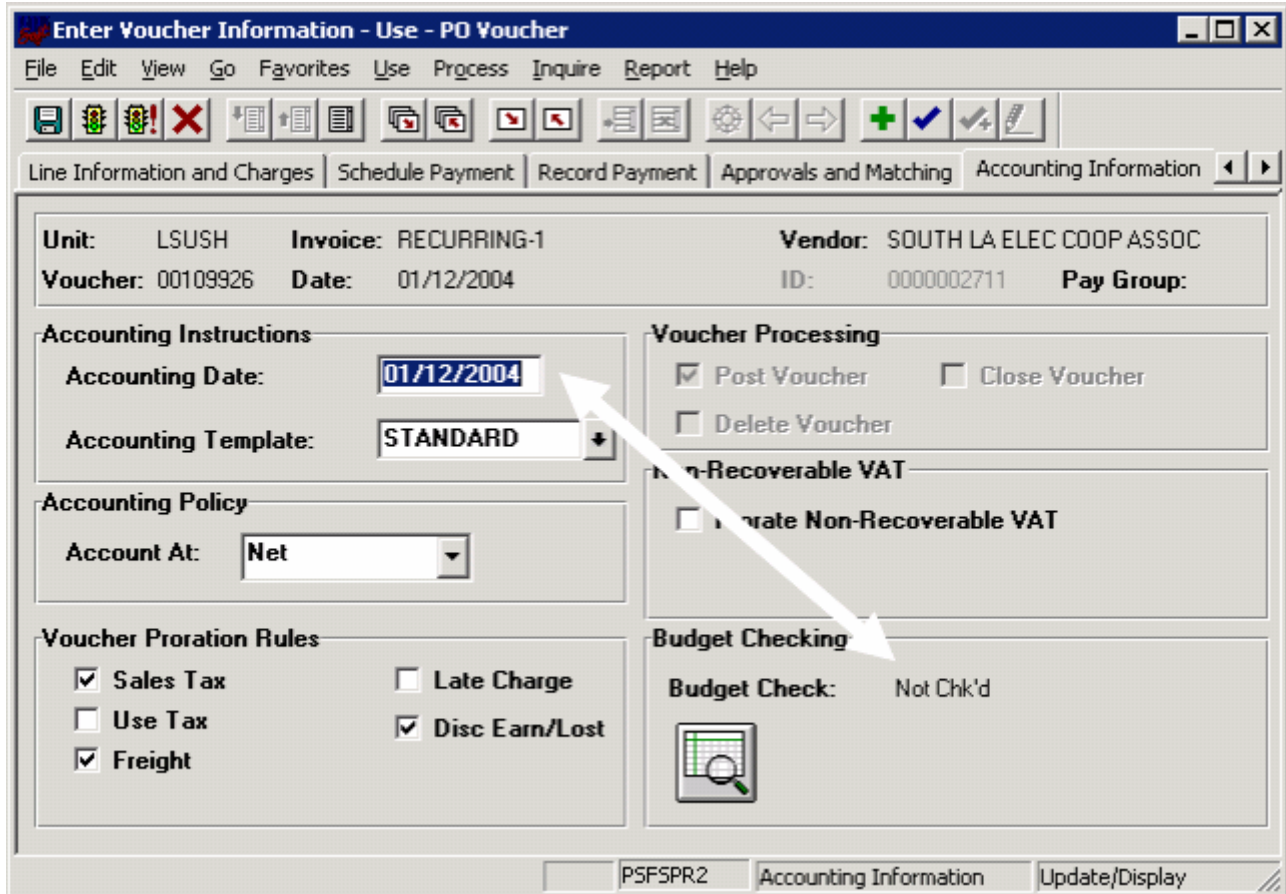 Enter Voucher Information - Use - PO Voucher
File Edit View Go Favorites Use Process Inquire Report Help
Line Information and Charges Schedule Payment Record Payment Approvals and Matching Accounting Information
Unit: LSUSH Invoice: RECURRING-1 Vendor: SOUTH LA ELEC COOP ASSOC
Voucher: 00109926 Date: 01/12/2004 ID: 0000002711 Pay Group:
Accounting Instructions
Accounting Date: 01/12/2004
Accounting Template: STANDARD
Accounting Policy
Account At: Net
Voucher Proration Rules
Sales Tax Late Charge
Use Tax Disc Earn/Lost
Freight
Voucher Processing
Post Voucher Close Voucher
Delete Voucher
Non-Recoverable VAT
Prorate Non-Recoverable VAT
Budget Checking
Budget Check: Not Chk'd
PSFSPR2 Accounting Information Update/Display